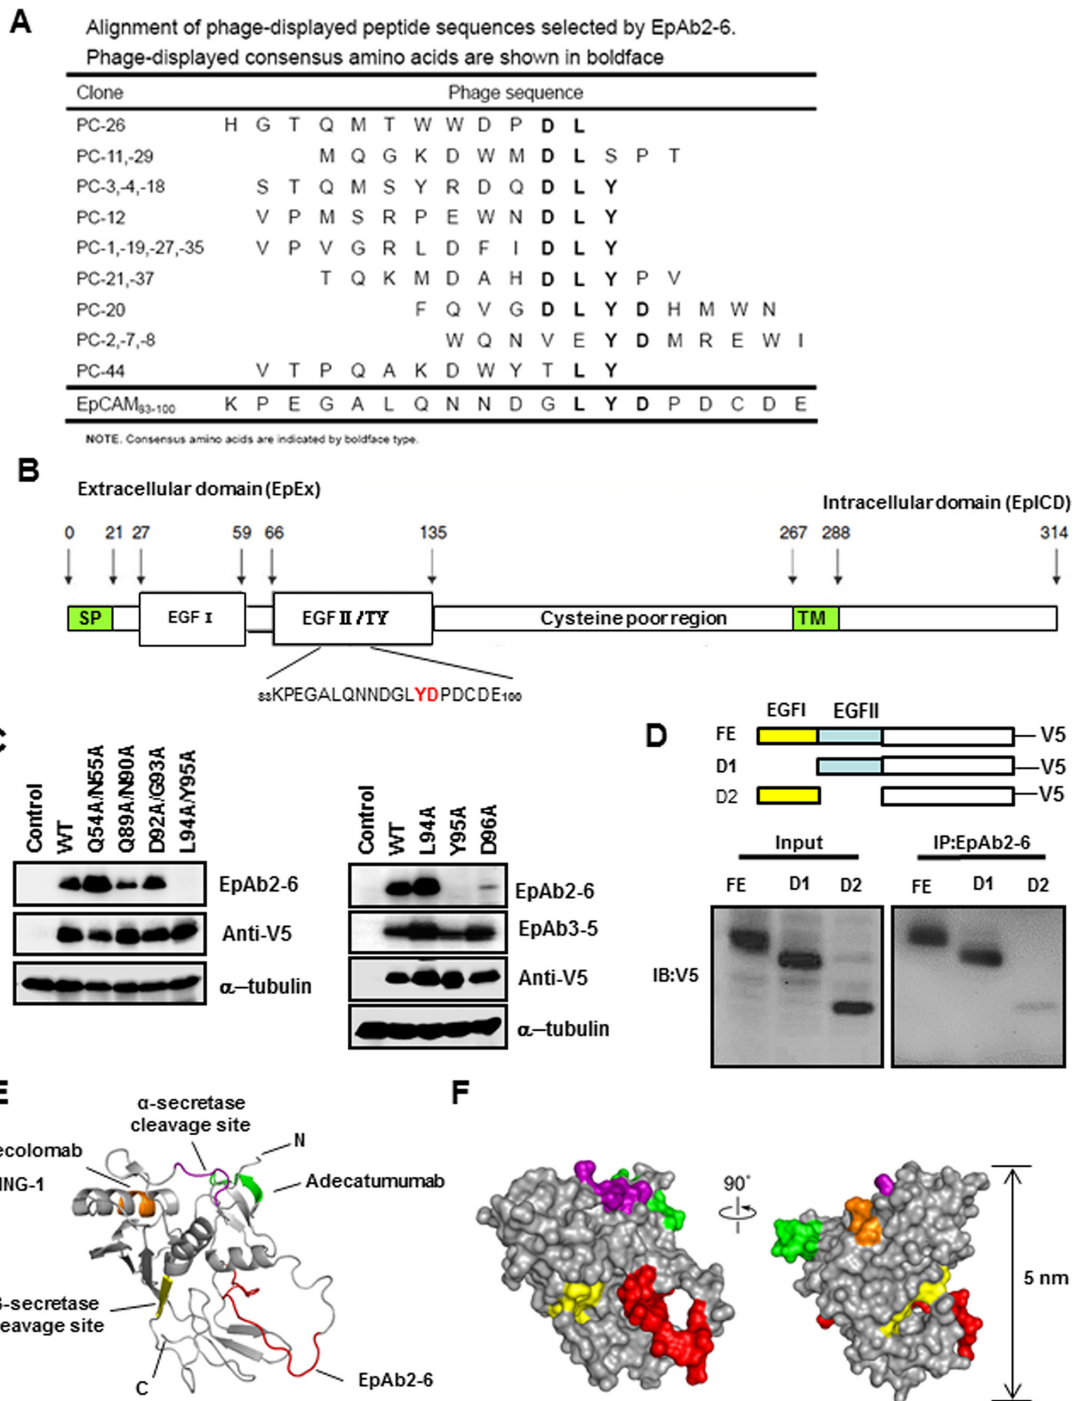 A
Alignment of phage-displayed peptide sequences selected by EpAb2-6.
Phage-displayed consensus amino acids are shown in boldface
Clone Phage sequence
PC-26 H G T Q M T W W D P D L
PC-11,-29 M Q G K D W M D L S P T
PC-3,-4,-18 S T Q M S Y R D Q D L Y
PC-12 V P M S R P E W N D L Y
PC-1,-19,-27,-35 V P V G R L D F I D L Y
PC-21,-37 T Q K M D A H D L Y P V
PC-20 F Q V G D L Y D H M W N
PC-2,-7,-8 W Q N V E Y D M R E W I
PC-44 V T P Q A K D W Y T L Y
EpCAM83-100 K P E G A L Q N N D G L Y D P D C D E
NOTE. Consensus amino acids are indicated by boldface type.
B
Extracellular domain (EpEx)
Intracellular domain (EpICD)
0 21 27 59 66 135 267 288 314
SP EGF I EGF II/TY Cysteine poor region TM
83KPEGALQNNDGLYDPDCDE100
C
Control WT Q54A/N55A Q89A/N90A D92A/G93A L94A/Y95A
EpAb2-6
Anti-V5
α–tubulin
Control WT L94A Y95A D96A
EpAb2-6
EpAb3-5
Anti-V5
α–tubulin
D
EGFI EGFII
FE V5
D1 V5
D2 V5
Input IP:EpAb2-6
FE D1 D2 FE D1 D2
IB:V5
E
α-secretase
cleavage site
N
ecolomab
ING-1
Adecatumumab
β-secretase
leavage site
C
EpAb2-6
F
90°
5 nm